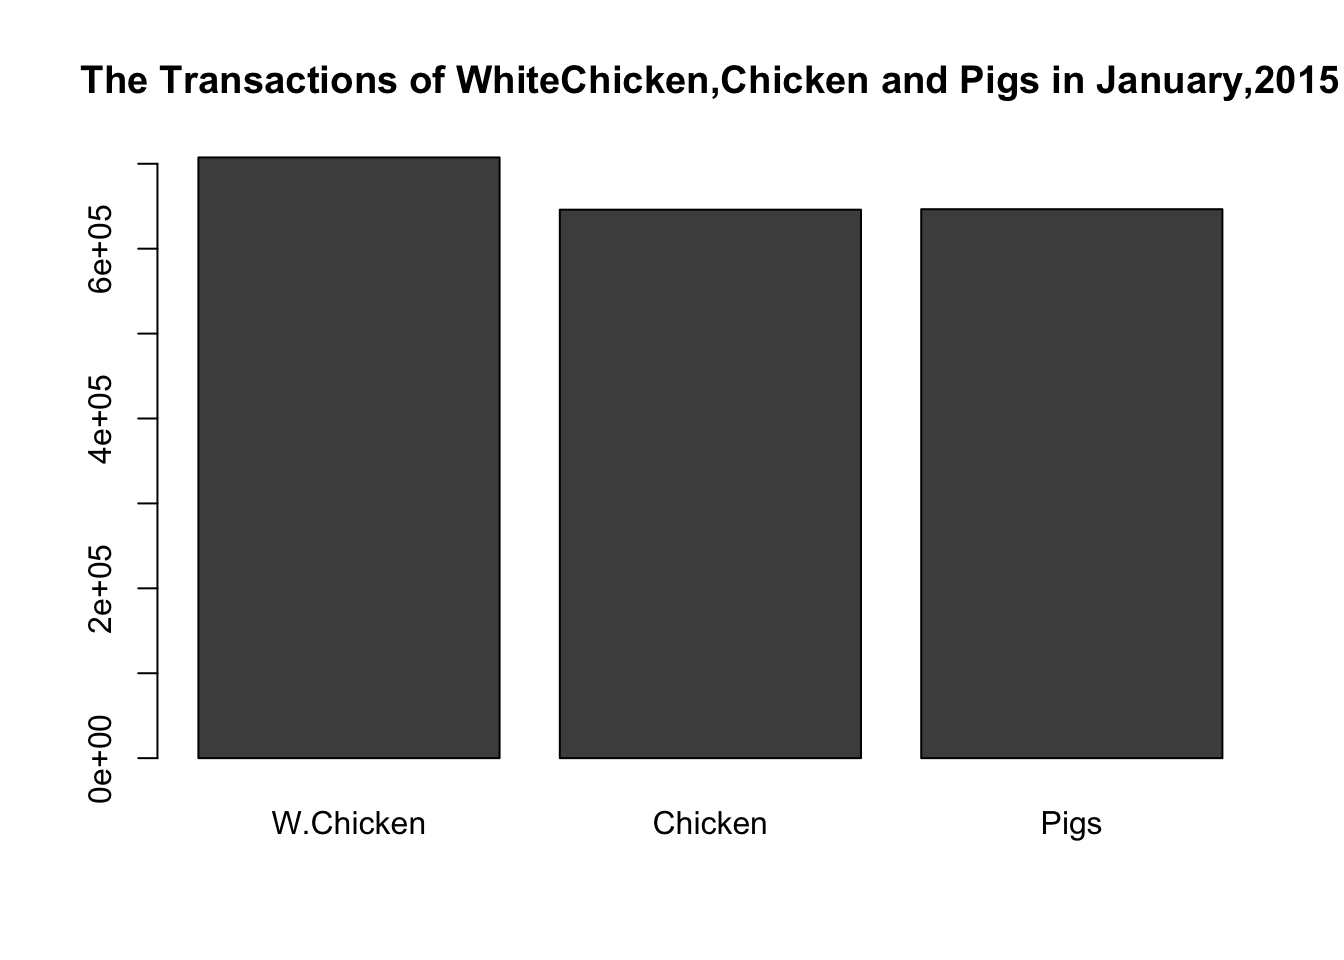 The Transactions of WhiteChicken,Chicken and Pigs in January,2015
6e+05
4e+05
2e+05
0e+00
W.Chicken
Chicken
Pigs